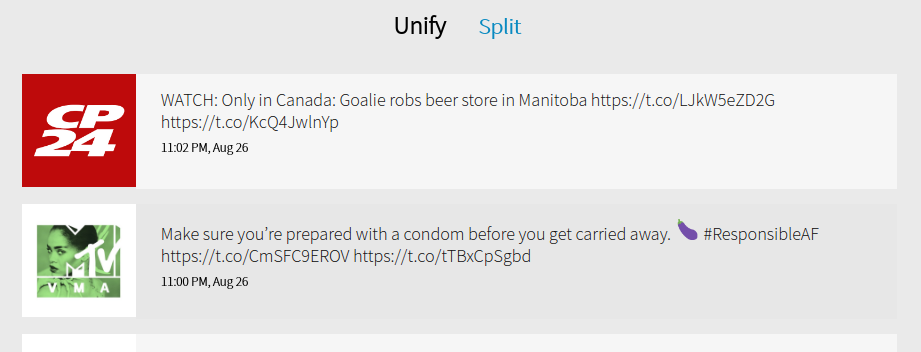 Unify Split
CP
24
WATCH: Only in Canada: Goalie robs beer store in Manitoba https://t.co/LJkW5eZD2G
https://t.co/KcQ4JwlnYp
11:02 PM, Aug 26
MTV
VMA
Make sure you're prepared with a condom before you get carried away. 🍆 #ResponsibleAF
https://t.co/CmSFC9EROV https://t.co/tTBxCpSgbd
11:00 PM, Aug 26